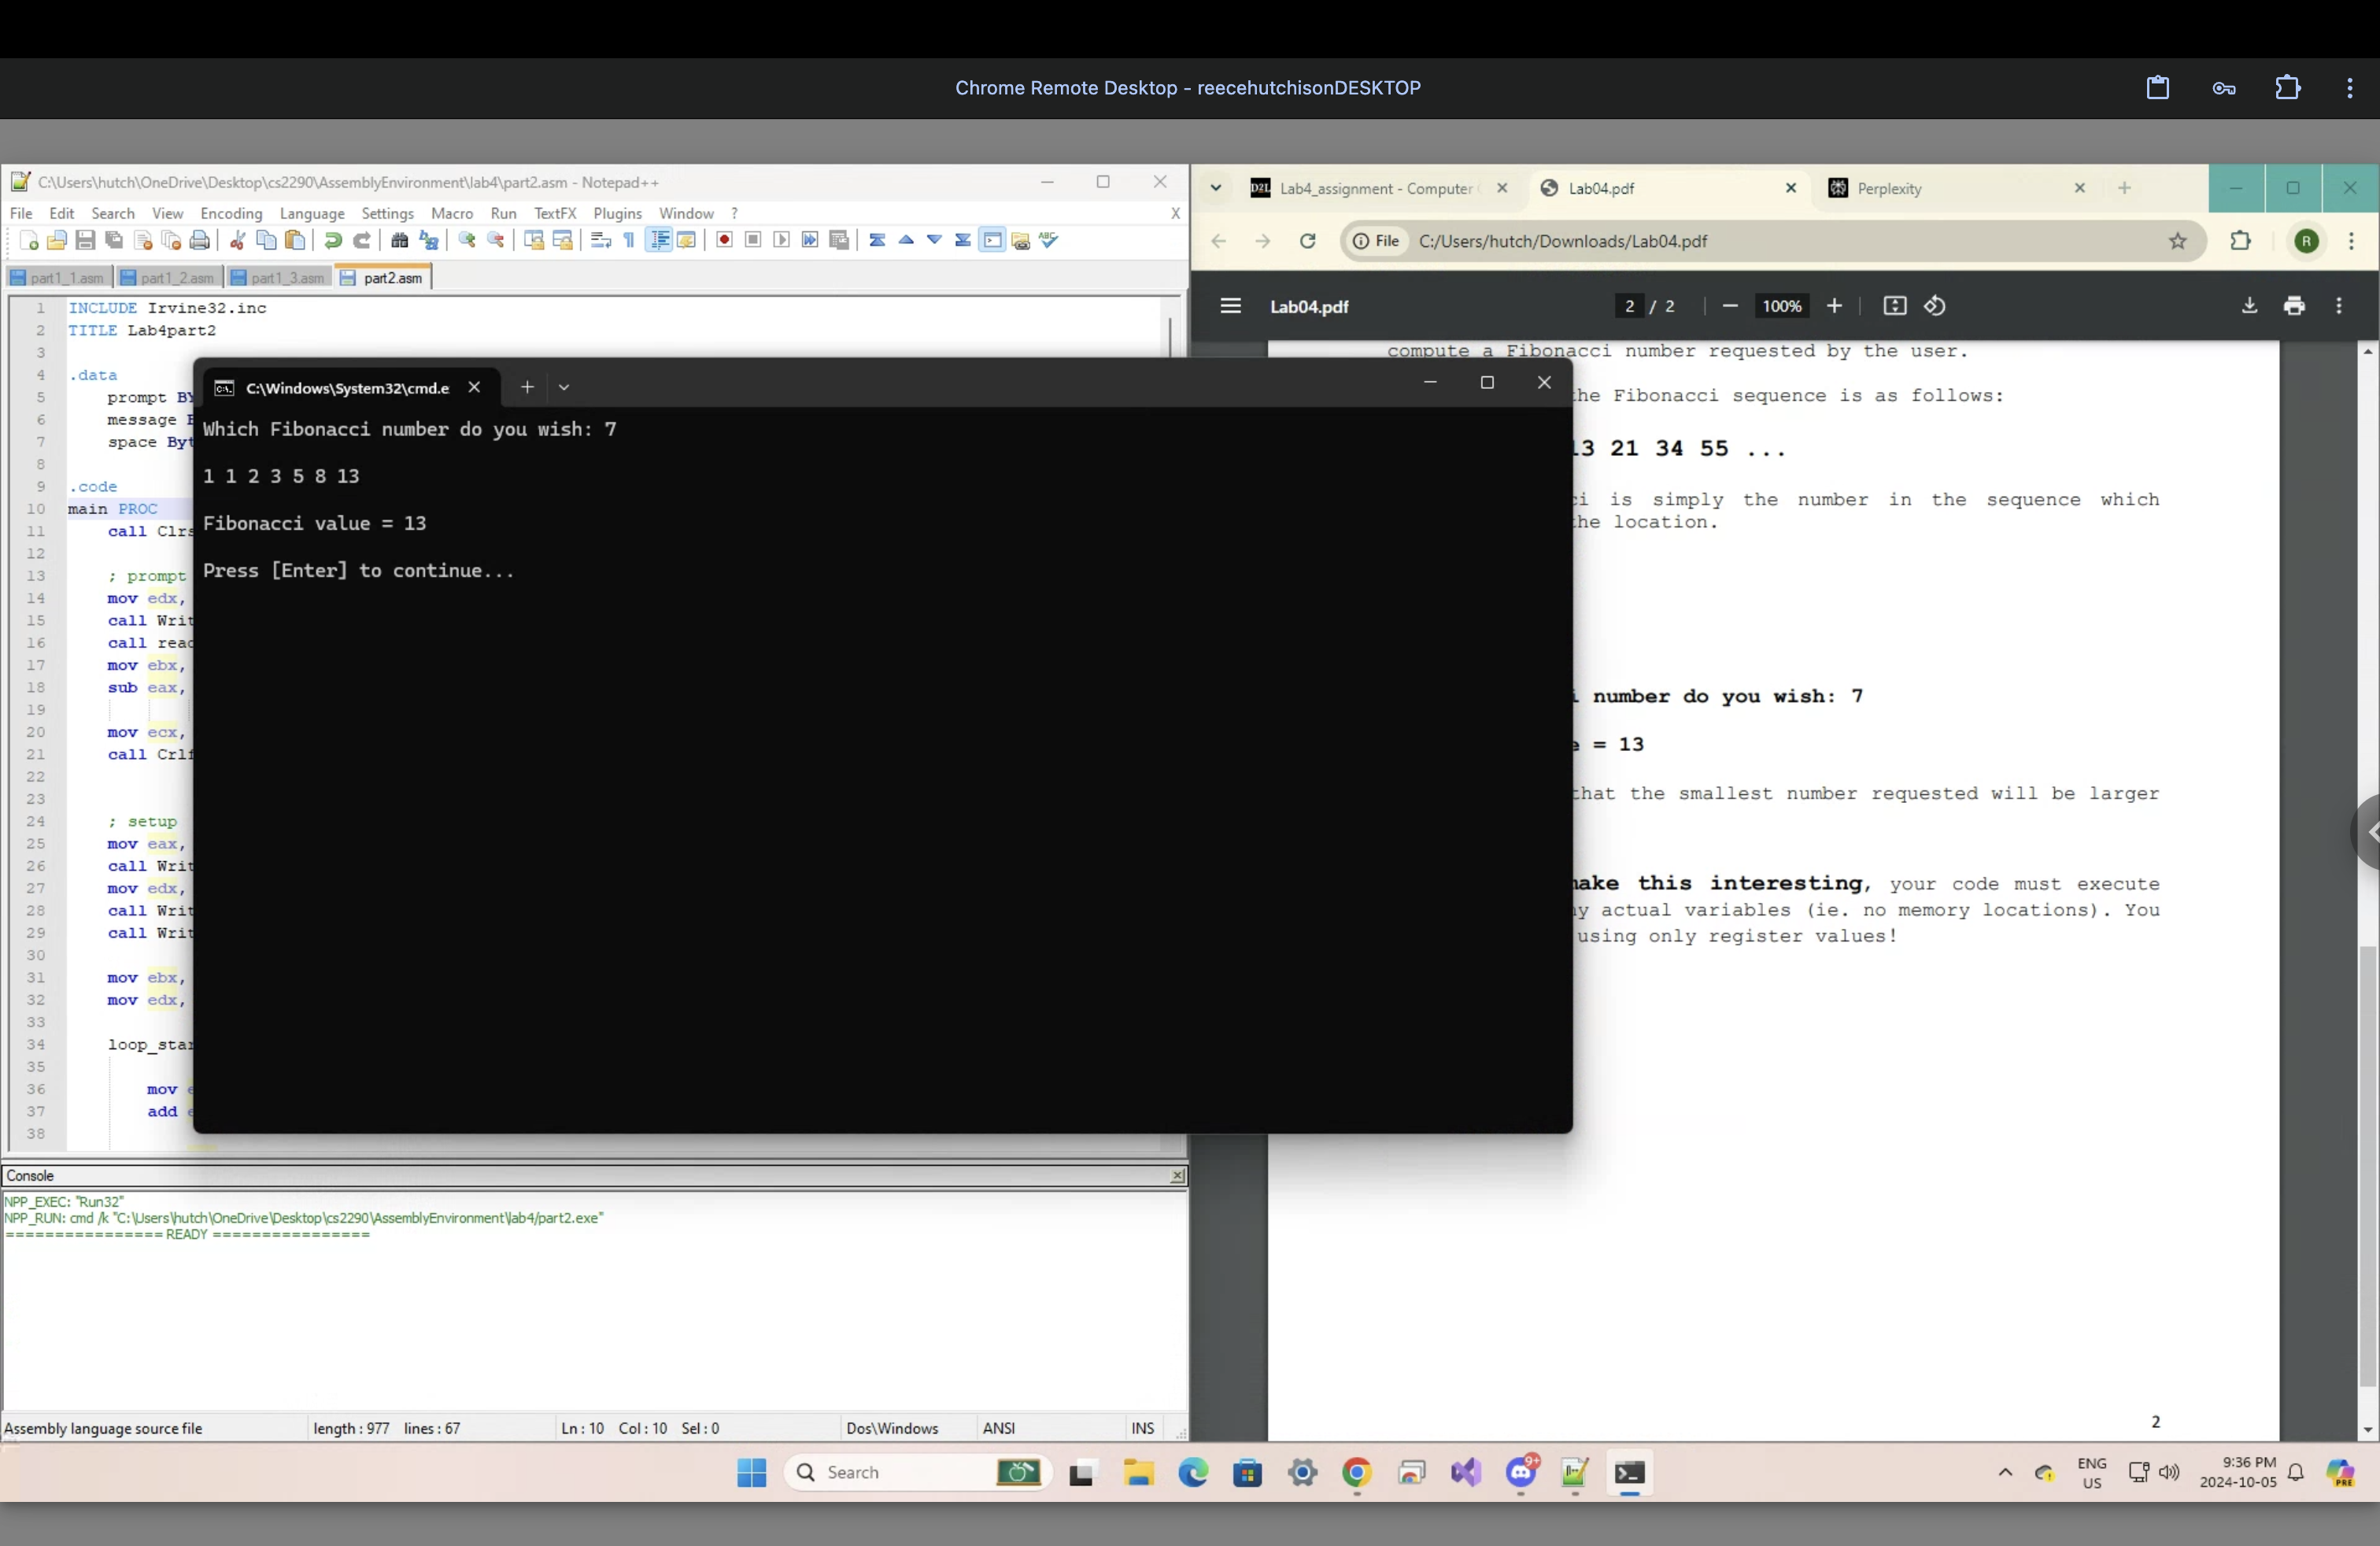 Chrome Remote Desktop - reecehutchisonDESKTOP
C:\Users\hutch\OneDrive\Desktop\cs2290\AssemblyEnvironment\lab4\part2.asm - Notepad++
File Edit Search View Encoding Language Settings Macro Run TextFX Plugins Window ? X
part1_1.asm part1_2.asm part1_3.asm part2.asm
1 INCLUDE Irvine32.inc
2 TITLE Lab4part2
3
4 .data
5 prompt BY
6 message
7 space Byt
8
9 .code
10 main PROC
11 call Clrs
12
13 ; prompt
14 mov edx,
15 call Writ
16 call reac
17 mov ebx,
18 sub eax,
19
20 mov ecx,
21 call Crlf
22
23
24 ; setup
25 mov eax,
26 call Writ
27 mov edx,
28 call Writ
29 call Writ
30
31 mov ebx,
32 mov edx,
33
34 loop_star
35
36 mov e
37 add e
38
C:\Windows\System32\cmd.e
Which Fibonacci number do you wish: 7
1 1 2 3 5 8 13
Fibonacci value = 13
Press [Enter] to continue...
Console
NPP_EXEC: "Run32"
NPP_RUN: cmd /k "C:\Users\hutch\OneDrive\Desktop\cs2290\AssemblyEnvironment\lab4/part2.exe"
================ READY ================
Assembly language source file length : 977 lines : 67 Ln : 10 Col : 10 Sel : 0 Dos\Windows ANSI INS
D2L Lab4_assignment - Computer Lab04.pdf Perplexity
File C:/Users/hutch/Downloads/Lab04.pdf R
Lab04.pdf 2 / 2 100%
compute a Fibonacci number requested by the user.
the Fibonacci sequence is as follows:
13 21 34 55 ...
ci is simply the number in the sequence which
the location.
i number do you wish: 7
e = 13
that the smallest number requested will be larger
make this interesting, your code must execute
ny actual variables (ie. no memory locations). You
using only register values!
2
Search
9+
ENG
US
9:36 PM
2024-10-05
PRE